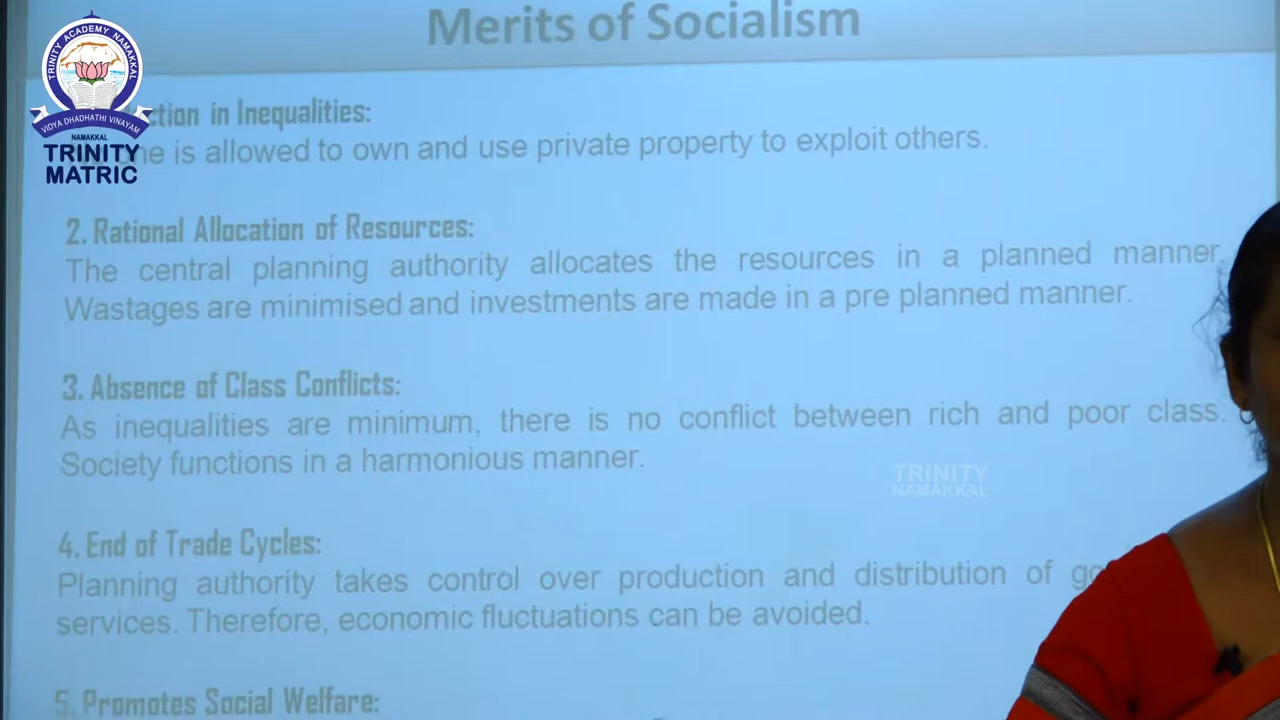 Merits of Socialism
TRINITY ACADEMY NAMAKKAL
VIDYA DHADHATHI VINAYAM
NAMAKKAL
TRINITY
MATRIC
in Inequalities:
is allowed to own and use private property to exploit others.
2. Rational Allocation of Resources:
The central planning authority allocates the resources in a planned manner.
Wastages are minimised and investments are made in a pre planned manner.
3. Absence of Class Conflicts:
As inequalities are minimum, there is no conflict between rich and poor class.
Society functions in a harmonious manner.
TRINITY
NAMAKKAL
4. End of Trade Cycles:
Planning authority takes control over production and distribution of
services. Therefore, economic fluctuations can be avoided.
5. Promotes Social Welfare: